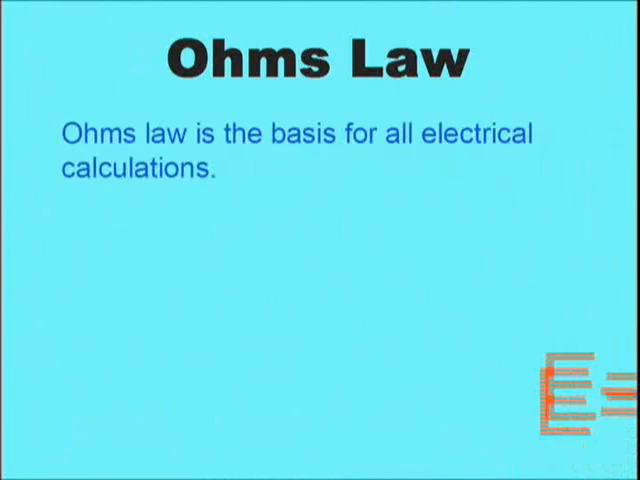 Ohms Law
Ohms law is the basis for all electrical
calculations.
E=